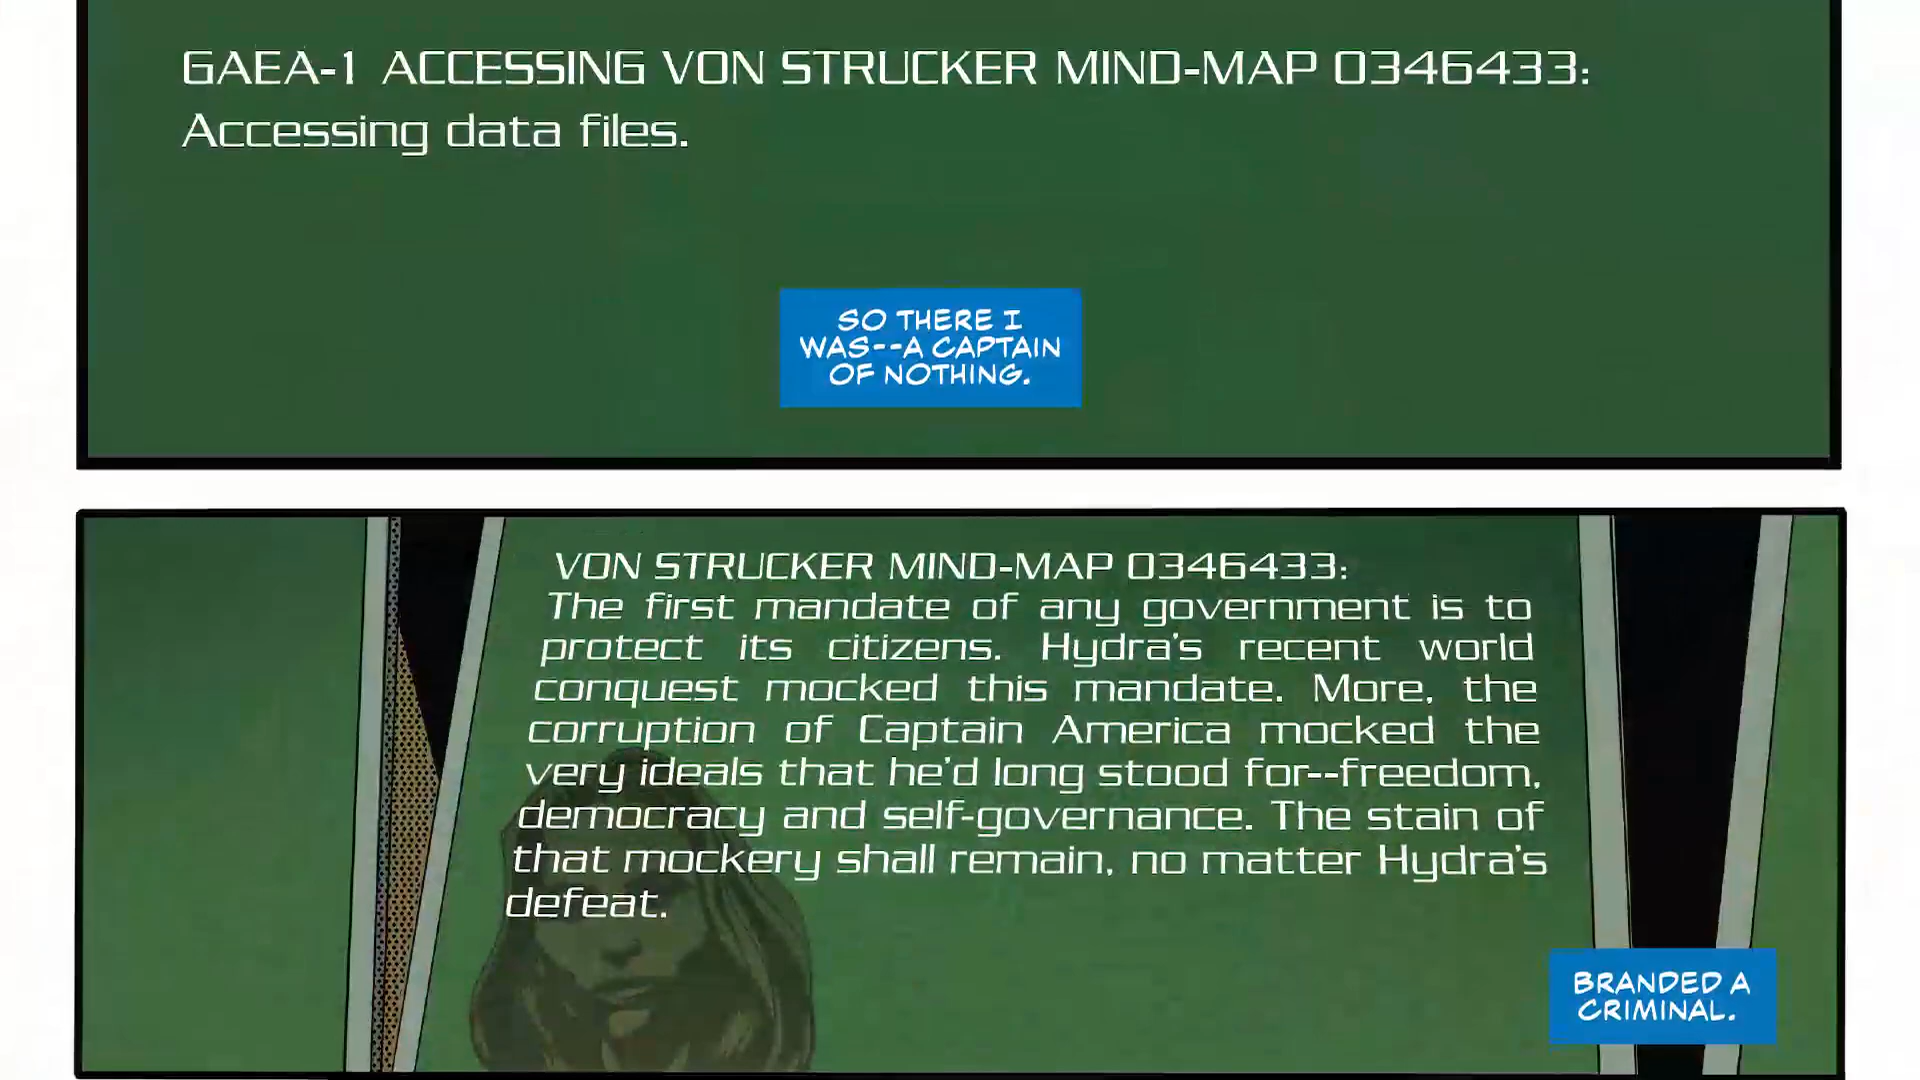 GAEA-1 ACCESSING VON STRUCKER MIND-MAP 0346433:
Accessing data files.
SO THERE I
WAS--A CAPTAIN
OF NOTHING.
VON STRUCKER MIND-MAP 0346433:
The first mandate of any government is to
protect its citizens. Hydra's recent world
conquest mocked this mandate. More, the
corruption of Captain America mocked the
very ideals that he'd long stood for--freedom,
democracy and self-governance. The stain of
that mockery shall remain, no matter Hydra's
defeat.
BRANDED A
CRIMINAL.